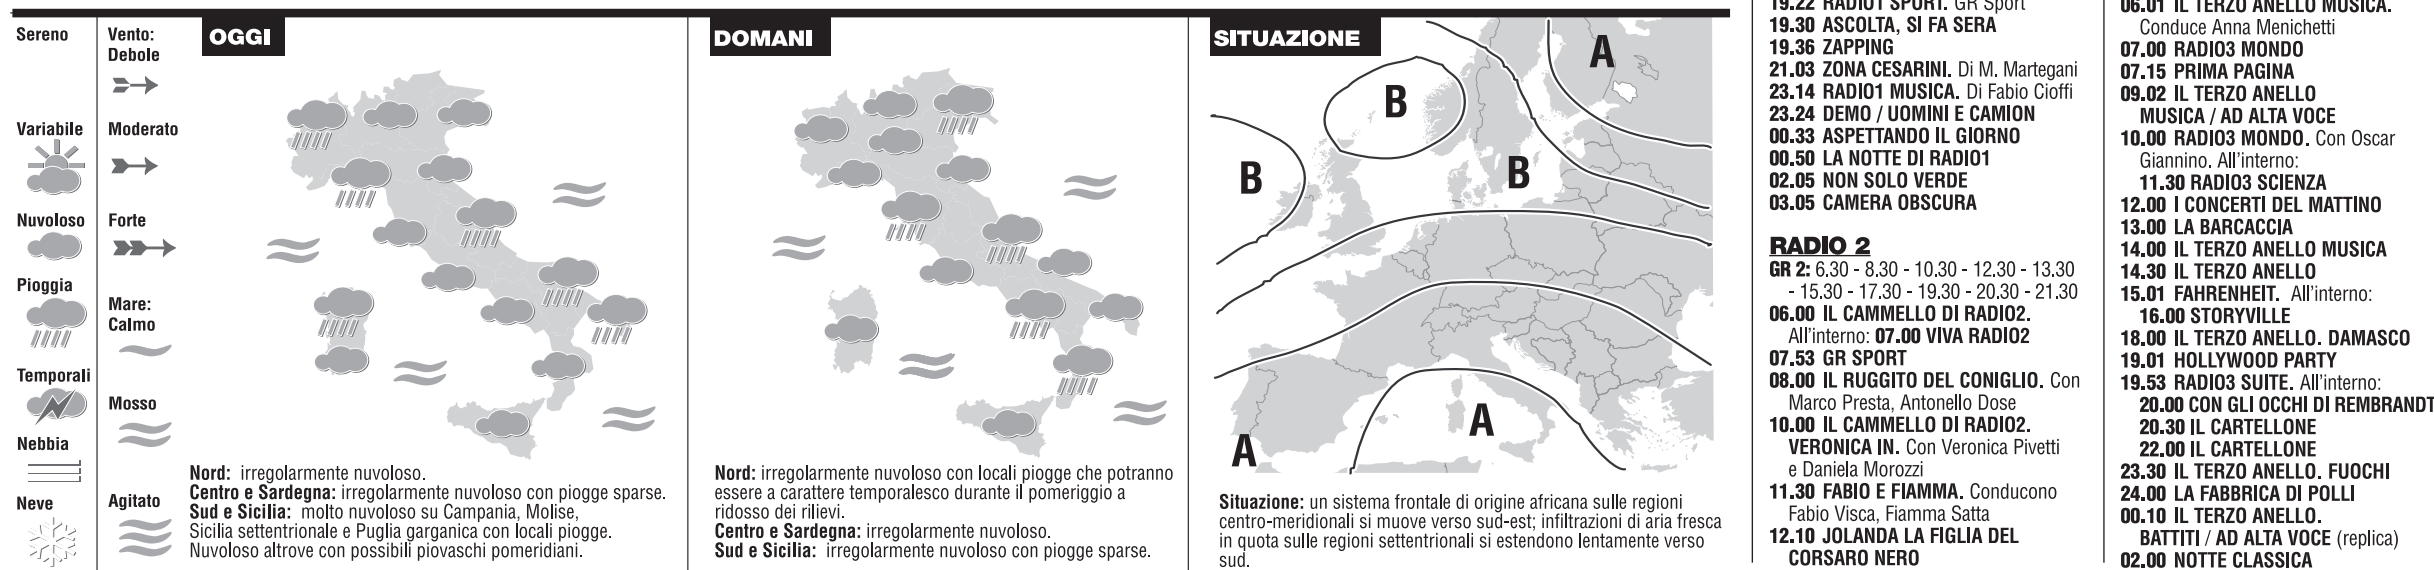 Sereno
Variabile
Nuvoloso
Pioggia
Temporali
Nebbia
Neve
Vento:
Debole
Moderato
Forte
Mare:
Calmo
Mosso
Agitato
OGGI
Nord: irregolarmente nuvoloso.
Centro e Sardegna: irregolarmente nuvoloso con piogge sparse.
Sud e Sicilia: molto nuvoloso su Campania, Molise,
Sicilia settentrionale e Puglia garganica con locali piogge.
Nuvoloso altrove con possibili piovaschi pomeridiani.
DOMANI
Nord: irregolarmente nuvoloso con locali piogge che potranno
essere a carattere temporalesco durante il pomeriggio a
ridosso dei rilievi.
Centro e Sardegna: irregolarmente nuvoloso.
Sud e Sicilia: irregolarmente nuvoloso con piogge sparse.
SITUAZIONE
A
B
B
B
A
A
Situazione: un sistema frontale di origine africana sulle regioni
centro-meridionali si muove verso sud-est; infiltrazioni di aria fresca
in quota sulle regioni settentrionali si estendono lentamente verso
sud.
19.22 RADIO1 SPORT. GR Sport
19.30 ASCOLTA, SI FA SERA
19.36 ZAPPING
21.03 ZONA CESARINI. Di M. Martegani
23.14 RADIO1 MUSICA. Di Fabio Cioffi
23.24 DEMO / UOMINI E CAMION
00.33 ASPETTANDO IL GIORNO
00.50 LA NOTTE DI RADIO1
02.05 NON SOLO VERDE
03.05 CAMERA OBSCURA
RADIO 2
GR 2: 6.30 - 8.30 - 10.30 - 12.30 - 13.30
- 15.30 - 17.30 - 19.30 - 20.30 - 21.30
06.00 IL CAMMELLO DI RADIO2.
All'interno: 07.00 VIVA RADIO2
07.53 GR SPORT
08.00 IL RUGGITO DEL CONIGLIO. Con
Marco Presta, Antonello Dose
10.00 IL CAMMELLO DI RADIO2.
VERONICA IN. Con Veronica Pivetti
e Daniela Morozzi
11.30 FABIO E FIAMMA. Conducono
Fabio Visca, Fiamma Satta
12.10 JOLANDA LA FIGLIA DEL
CORSARO NERO
06.01 IL TERZO ANELLO MUSICA.
Conduce Anna Menichetti
07.00 RADIO3 MONDO
07.15 PRIMA PAGINA
09.02 IL TERZO ANELLO
MUSICA / AD ALTA VOCE
10.00 RADIO3 MONDO. Con Oscar
Giannino. All'interno:
11.30 RADIO3 SCIENZA
12.00 I CONCERTI DEL MATTINO
13.00 LA BARCACCIA
14.00 IL TERZO ANELLO MUSICA
14.30 IL TERZO ANELLO
15.01 FAHRENHEIT. All'interno:
16.00 STORYVILLE
18.00 IL TERZO ANELLO. DAMASCO
19.01 HOLLYWOOD PARTY
19.53 RADIO3 SUITE. All'interno:
20.00 CON GLI OCCHI DI REMBRANDT
20.30 IL CARTELLONE
22.00 IL CARTELLONE
23.30 IL TERZO ANELLO. FUOCHI
24.00 LA FABBRICA DI POLLI
00.10 IL TERZO ANELLO.
BATTITI / AD ALTA VOCE (replica)
02.00 NOTTE CLASSICA